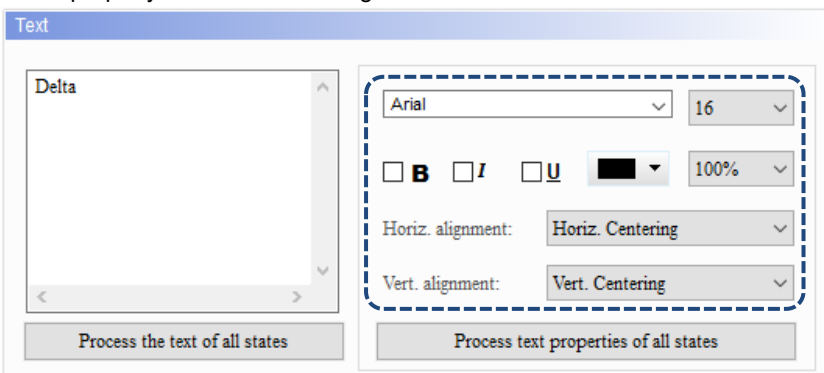 Text
Delta
Arial
16
B I U
100%
Horiz. alignment: Horiz. Centering
Vert. alignment: Vert. Centering
Process the text of all states
Process text properties of all states